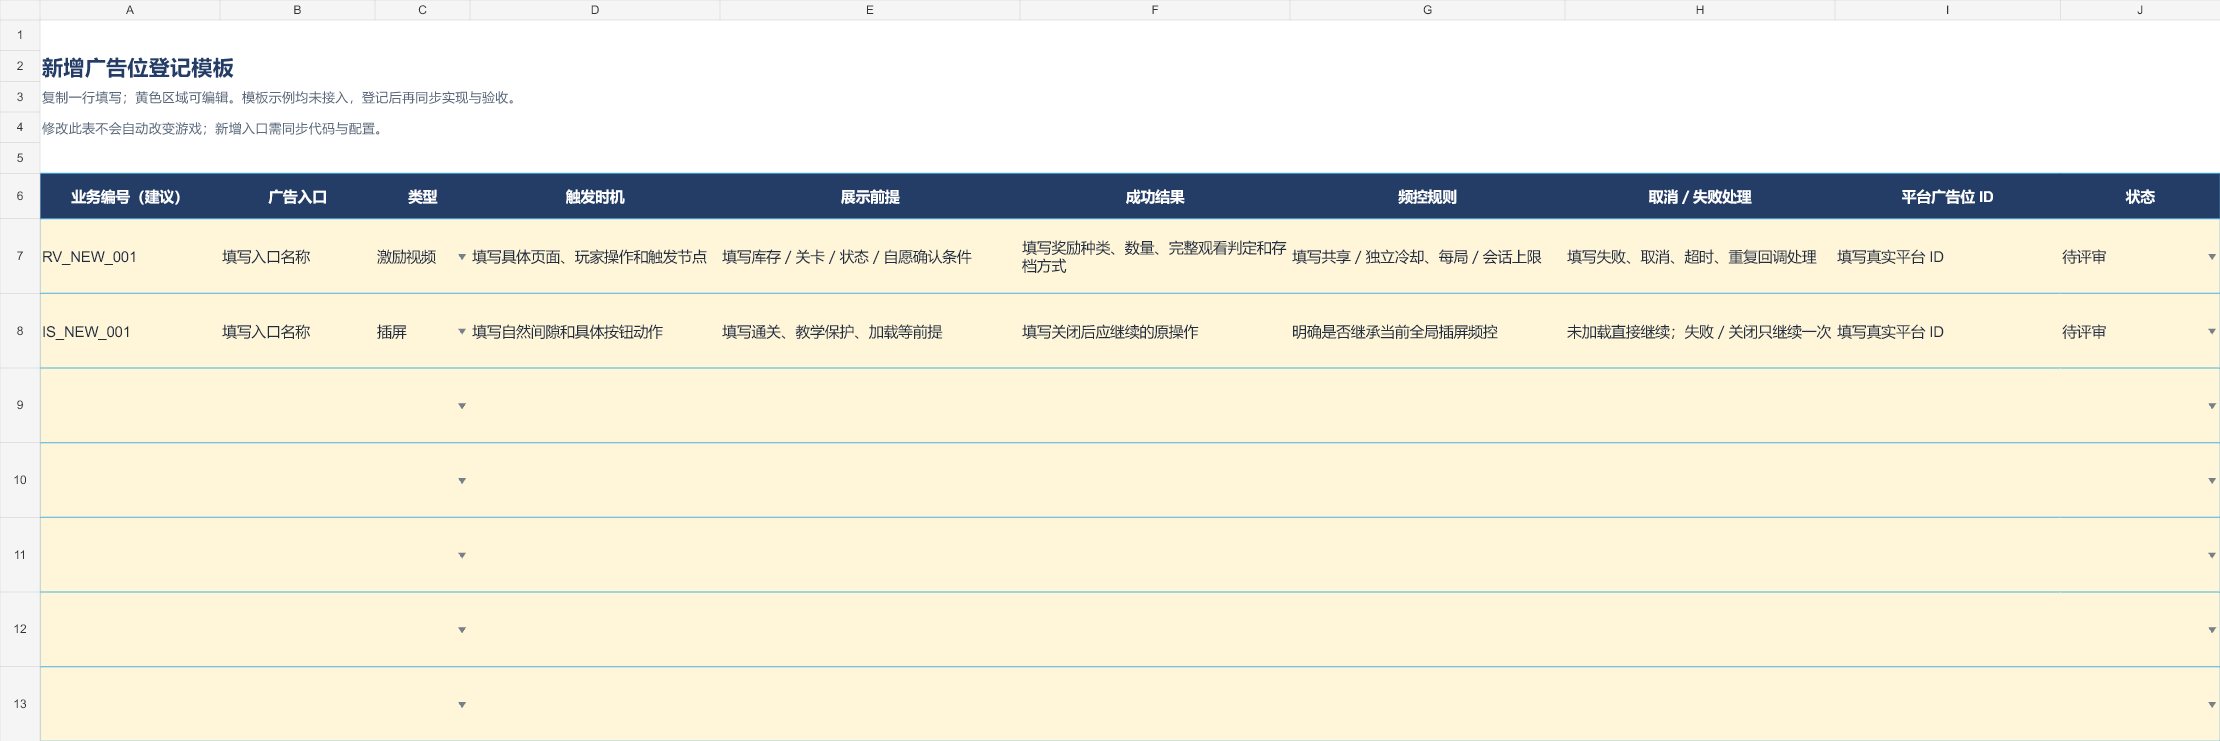 A B C D E F G H I J
1
2 新增广告位登记模板
3 复制一行填写；黄色区域可编辑。模板示例均未接入，登记后再同步实现与验收。
4 修改此表不会自动改变游戏；新增入口需同步代码与配置。
5
6 业务编号（建议） 广告入口 类型 触发时机 展示前提 成功结果 频控规则 取消 / 失败处理 平台广告位 ID 状态
7 RV_NEW_001 填写入口名称 激励视频 填写具体页面、玩家操作和触发节点 填写库存 / 关卡 / 状态 / 自愿确认条件 填写奖励种类、数量、完整观看判定和存 填写共享 / 独立冷却、每局 / 会话上限 填写失败、取消、超时、重复回调处理 填写真实平台 ID 待评审
档方式
8 IS_NEW_001 填写入口名称 插屏 填写自然间隙和具体按钮动作 填写通关、教学保护、加载等前提 填写关闭后应继续的原操作 明确是否继承当前全局插屏频控 未加载直接继续；失败 / 关闭只继续一次 填写真实平台 ID 待评审
9
10
11
12
13